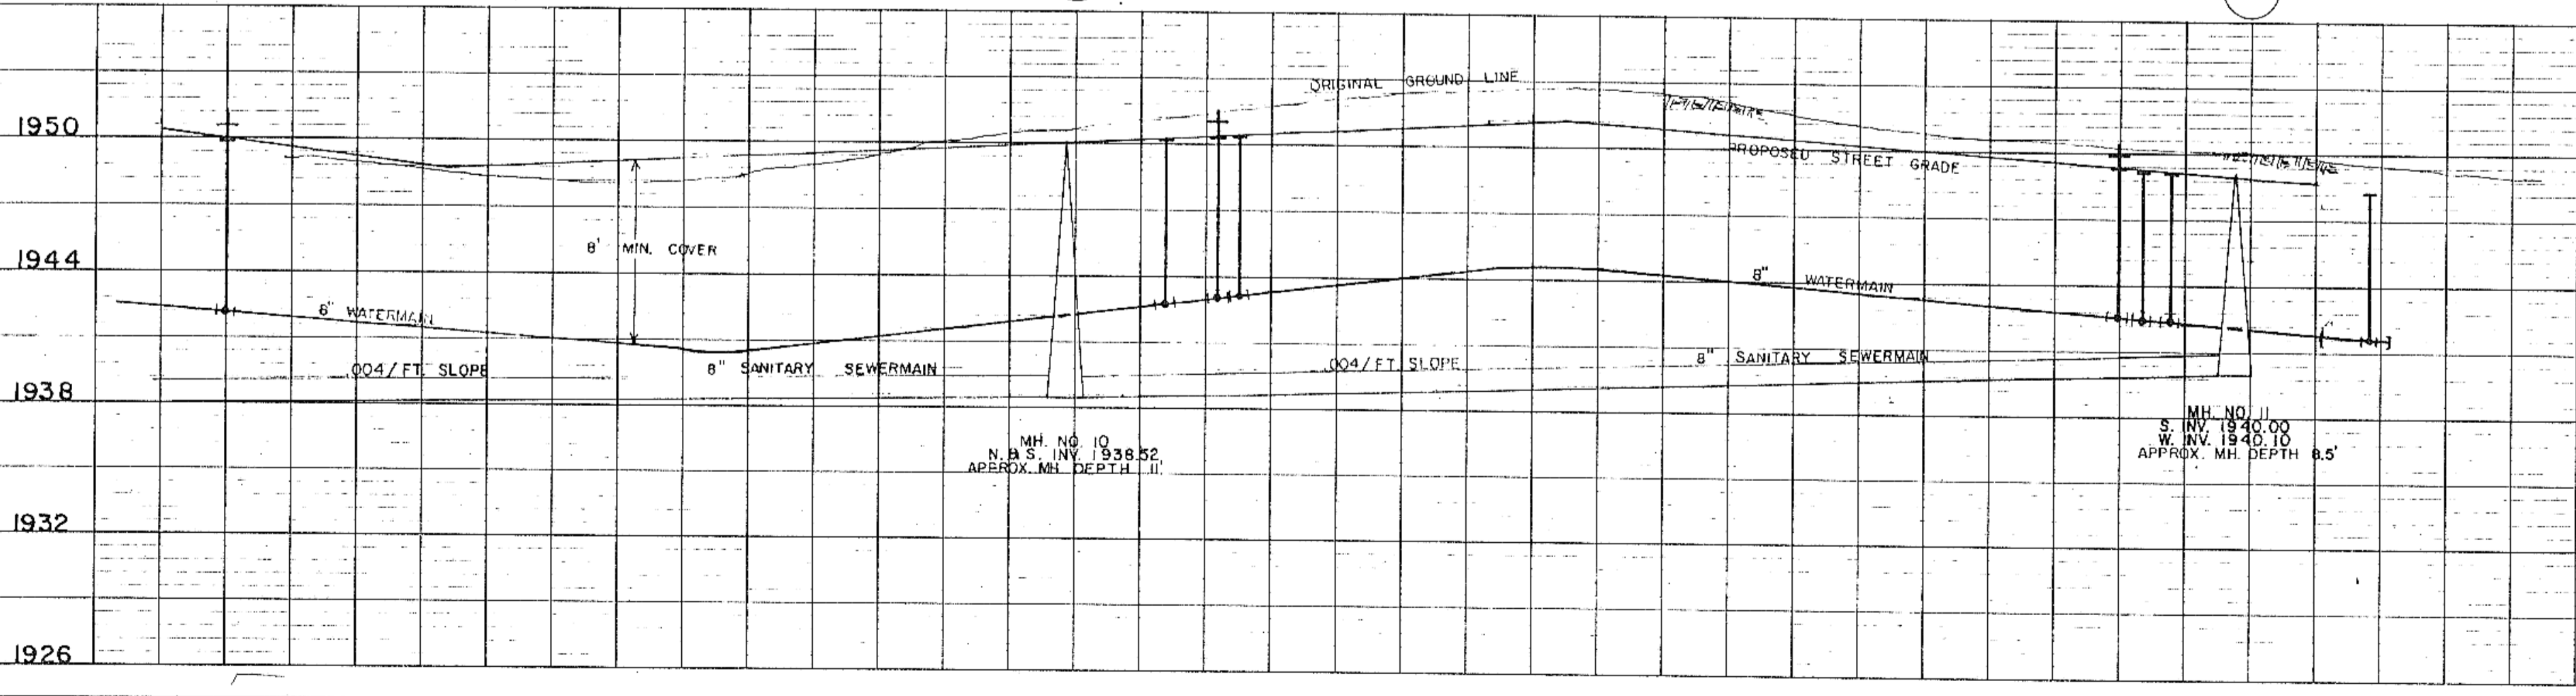 ORIGINAL GROUND LINE
1950
PROPOSED STREET GRADE
8' MIN. COVER
1944
8" WATERMAIN
8" WATERMAIN
.004/FT. SLOPE
8" SANITARY SEWERMAIN
.004/FT. SLOPE
8" SANITARY SEWERMAIN
1938
MH. NO. 10
N. & S. INV. 1938.52
APPROX. MH. DEPTH 11'
MH. NO. 11
S. INV. 1940.00
W. INV. 1940.10
APPROX. MH. DEPTH 8.5'
1932
1926